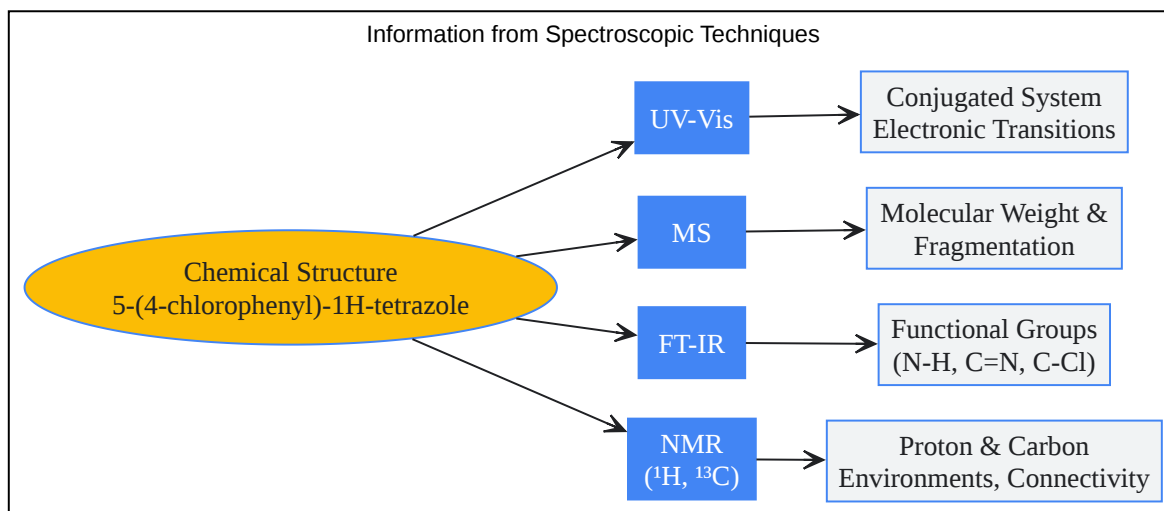 Information from Spectroscopic Techniques
UV-Vis
Conjugated System
Electronic Transitions
MS
Molecular Weight &
Fragmentation
Chemical Structure
5-(4-chlorophenyl)-1H-tetrazole
FT-IR
Functional Groups
(N-H, C=N, C-Cl)
NMR
(¹H, ¹³C)
Proton & Carbon
Environments, Connectivity